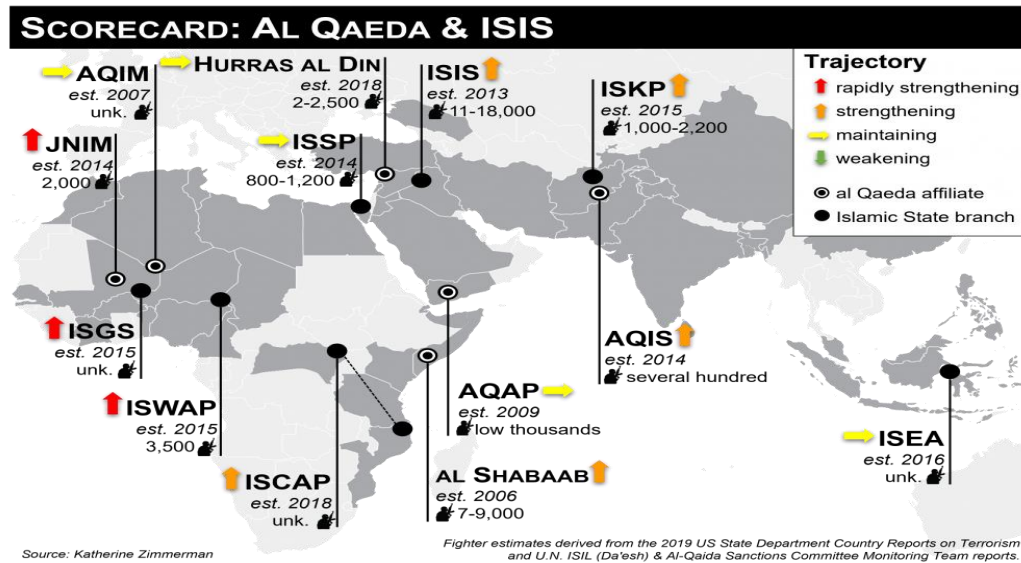 SCORECARD: AL QAEDA & ISIS
AQIM
est. 2007
unk.
HURRAS AL DIN
est. 2018
2-2,500
ISIS
est. 2013
11-18,000
ISKP
est. 2015
1,000-2,200
Trajectory
rapidly strengthening
strengthening
maintaining
weakening
al Qaeda affiliate
Islamic State branch
JNIM
est. 2014
2,000
ISSP
est. 2014
800-1,200
ISGS
est. 2015
unk.
ISWAP
est. 2015
3,500
ISCAP
est. 2018
unk.
AQAP
est. 2009
low thousands
AL SHABAAB
est. 2006
7-9,000
AQIS
est. 2014
several hundred
ISEA
est. 2016
unk.
Source: Katherine Zimmerman
Fighter estimates derived from the 2019 US State Department Country Reports on Terrorism
and U.N. ISIL (Da'esh) & Al-Qaida Sanctions Committee Monitoring Team reports.